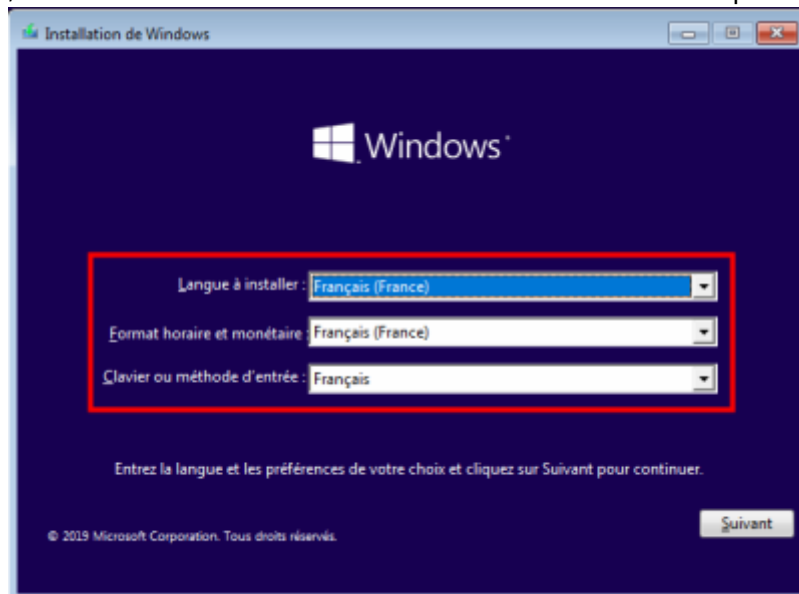 Installation de Windows
Windows
Langue à installer : Français (France)
Format horaire et monétaire : Français (France)
Clavier ou méthode d'entrée : Français
Entrez la langue et les préférences de votre choix et cliquez sur Suivant pour continuer.
Suivant
© 2019 Microsoft Corporation. Tous droits réservés.